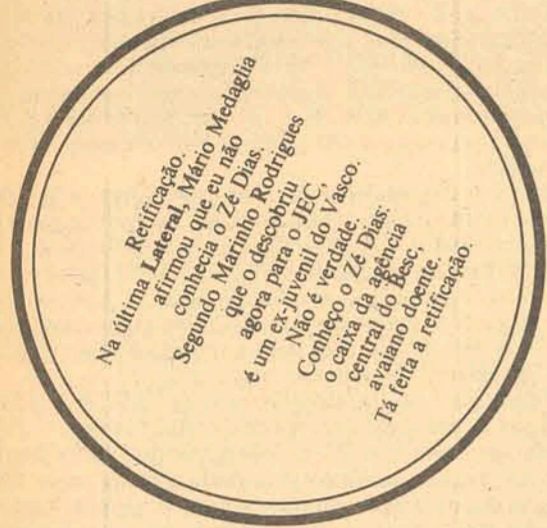 Retificação.
Na última Lateral, Mário Medaglia
afirmou que eu não
conhecia o Zé Dias.
Segundo Marinho Rodrigues
que o descobriu
agora para o JEC,
é um ex-juvenil do Vasco.
Não é verdade.
Conheço o Zé Dias:
o caixa da agência
central do Besc,
avaiano doente.
Tá feita a retificação.